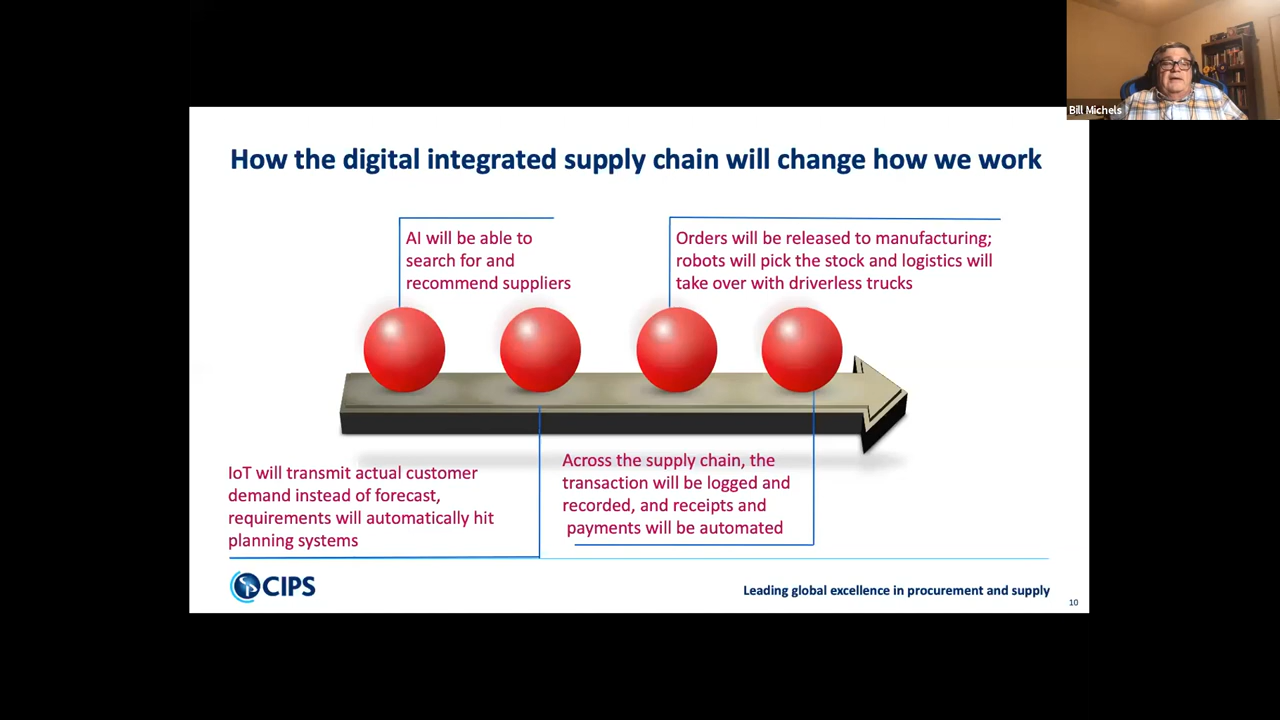 Bill Michels
How the digital integrated supply chain will change how we work
AI will be able to
search for and
recommend suppliers
Orders will be released to manufacturing;
robots will pick the stock and logistics will
take over with driverless trucks
IoT will transmit actual customer
demand instead of forecast,
requirements will automatically hit
planning systems
Across the supply chain, the
transaction will be logged and
recorded, and receipts and
payments will be automated
CIPS
Leading global excellence in procurement and supply
10